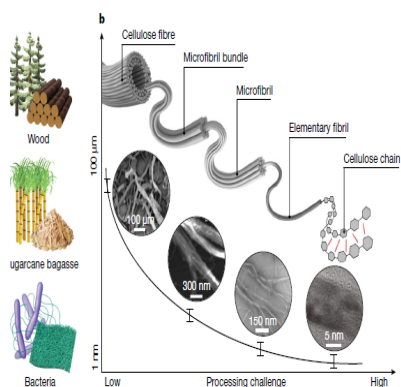 b
Cellulose fibre
Microfibril bundle
Microfibril
Elementary fibril
Cellulose chain
Wood
ugarcane bagasse
Bacteria
100 μm
1 nm
100 μm
300 nm
150 nm
5 nm
Low
Processing challenge
High